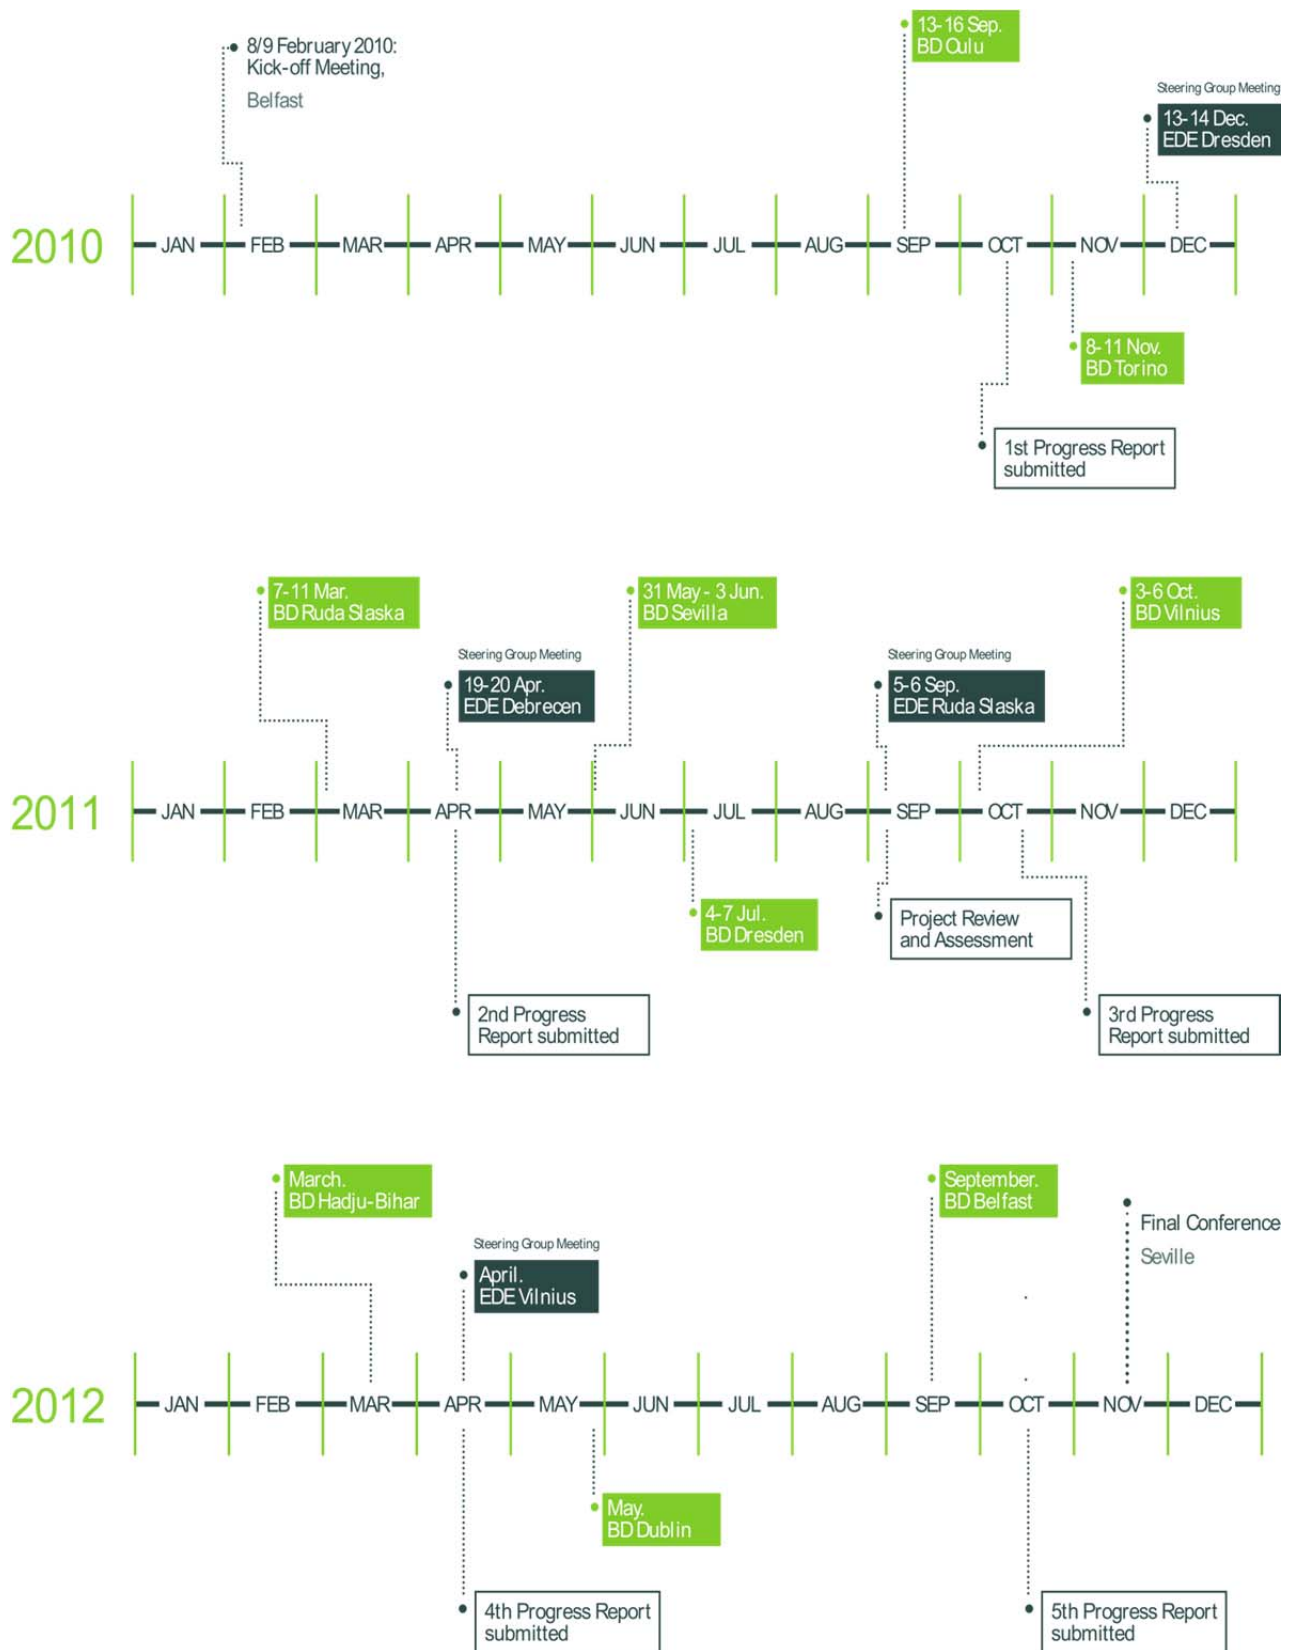 8/9 February 2010:
Kick-off Meeting,
Belfast
13-16 Sep.
BD Oulu
Steering Group Meeting
13-14 Dec.
EDE Dresden
2010
JAN FEB MAR APR MAY JUN JUL AUG SEP OCT NOV DEC
8-11 Nov.
BD Torino
1st Progress Report
submitted
7-11 Mar.
BD Ruda Slaska
31 May - 3 Jun.
BD Sevilla
3-6 Oct.
BD Vilnius
Steering Group Meeting
19-20 Apr.
EDE Debrecen
Steering Group Meeting
5-6 Sep.
EDE Ruda Slaska
2011
JAN FEB MAR APR MAY JUN JUL AUG SEP OCT NOV DEC
4-7 Jul.
BD Dresden
Project Review
and Assessment
2nd Progress
Report submitted
3rd Progress
Report submitted
March.
BD Hadju-Bihar
September.
BD Belfast
Final Conference
Seville
Steering Group Meeting
April.
EDE Vilnius
2012
JAN FEB MAR APR MAY JUN JUL AUG SEP OCT NOV DEC
May.
BD Dublin
4th Progress Report
submitted
5th Progress Report
submitted